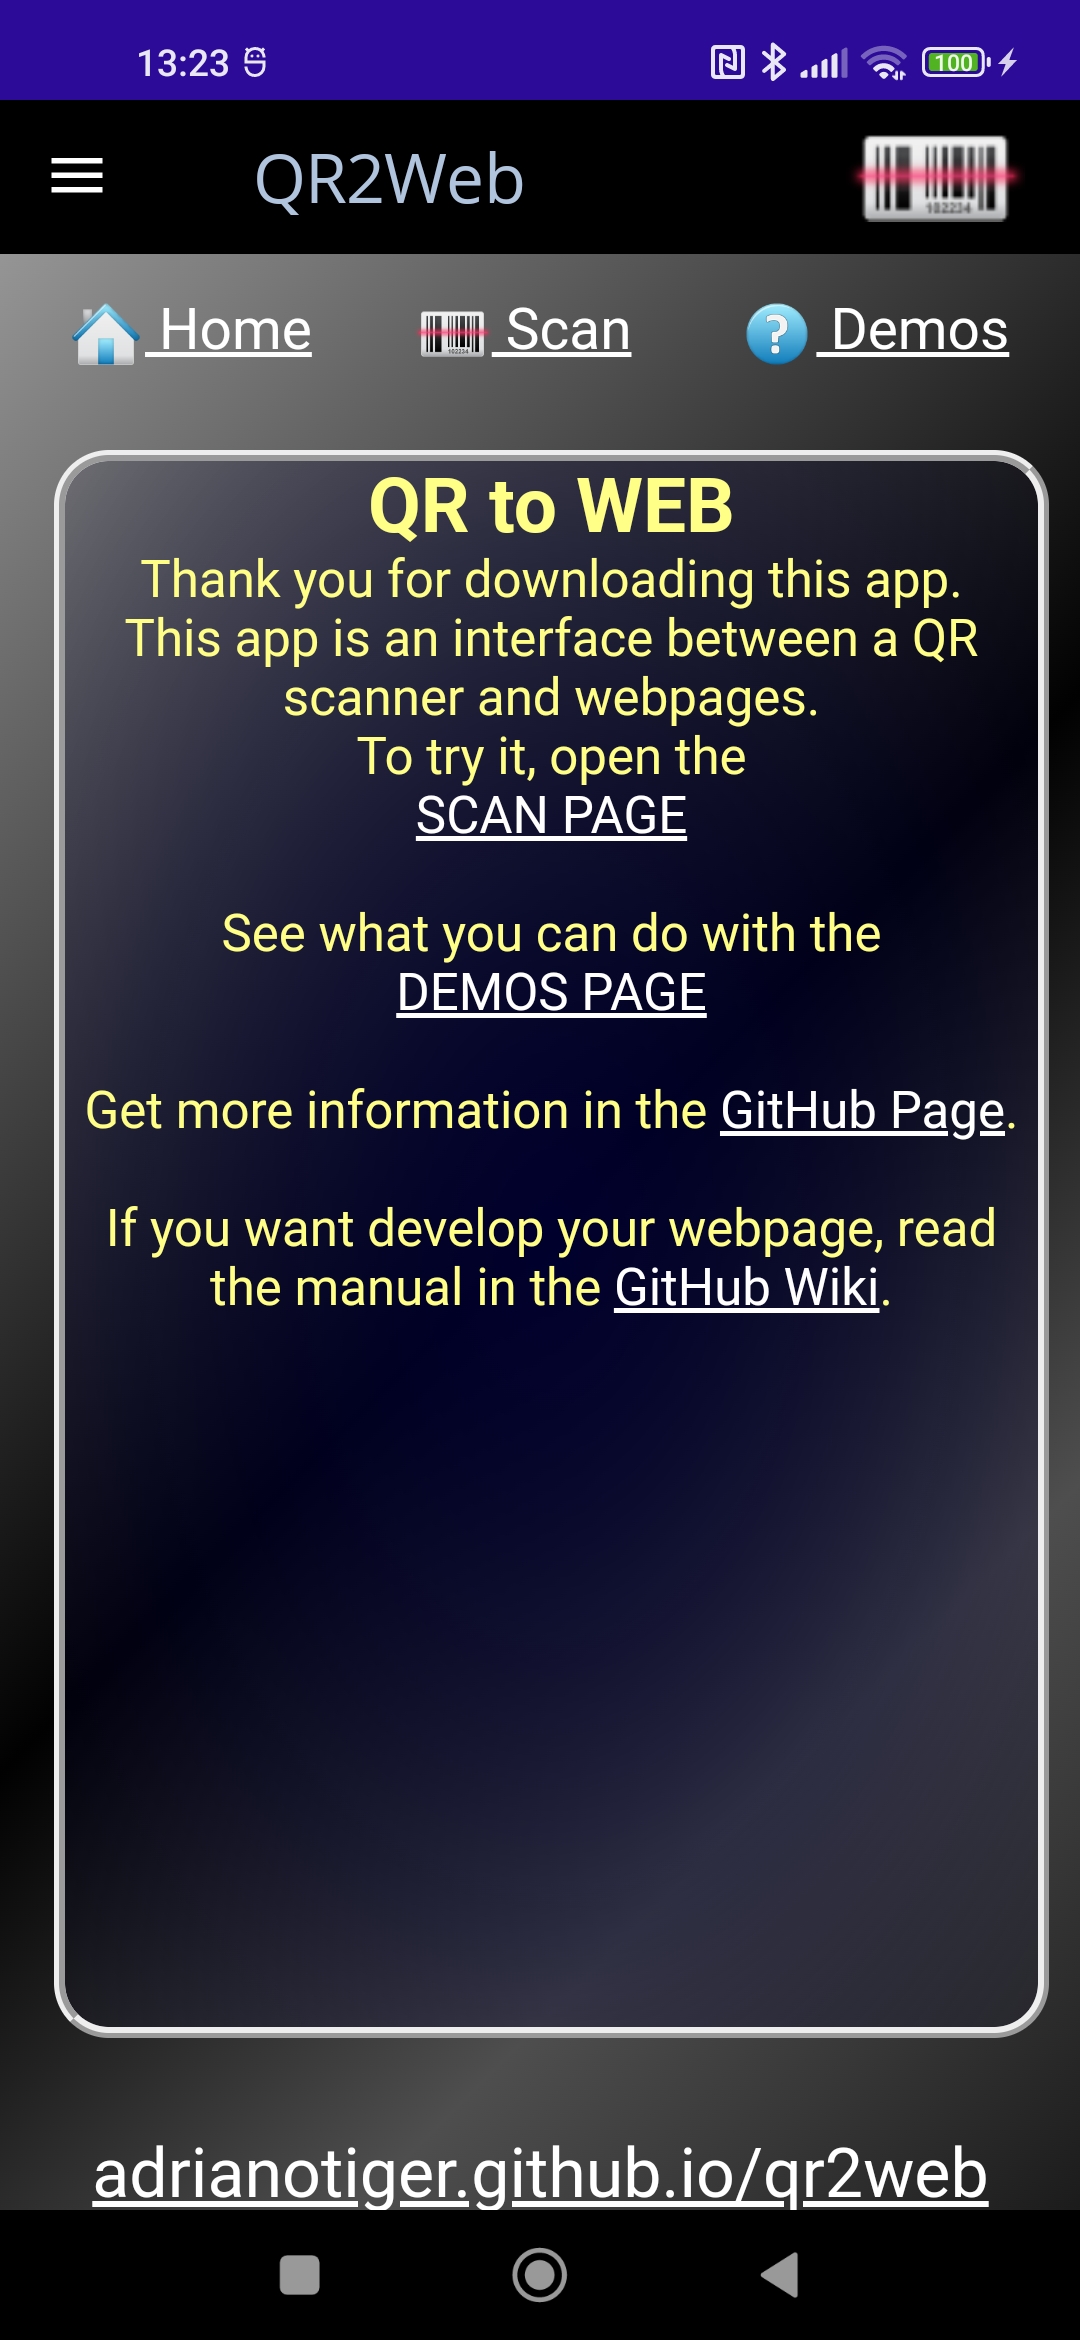 13:23
100
QR2Web
102234
Home Scan Demos
102234
QR to WEB
Thank you for downloading this app.
This app is an interface between a QR
scanner and webpages.
To try it, open the
SCAN PAGE
See what you can do with the
DEMOS PAGE
Get more information in the GitHub Page.
If you want develop your webpage, read
the manual in the GitHub Wiki.
adrianotiger.github.io/qr2web